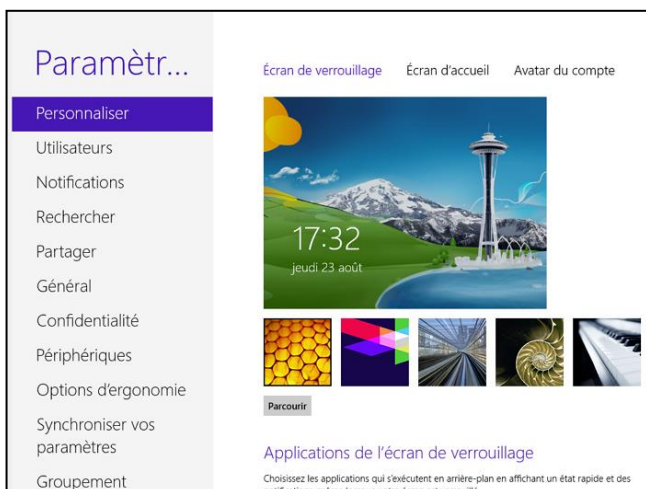 Paramètr...
Personnaliser
Utilisateurs
Notifications
Rechercher
Partager
Général
Confidentialité
Périphériques
Options d'ergonomie
Synchroniser vos
paramètres
Groupement
Écran de verrouillage
Écran d'accueil
Avatar du compte
17:32
jeudi 23 août
Parcourir
Applications de l'écran de verrouillage
Choisissez les applications qui s'exécutent en arrière-plan en affichant un état rapide et des